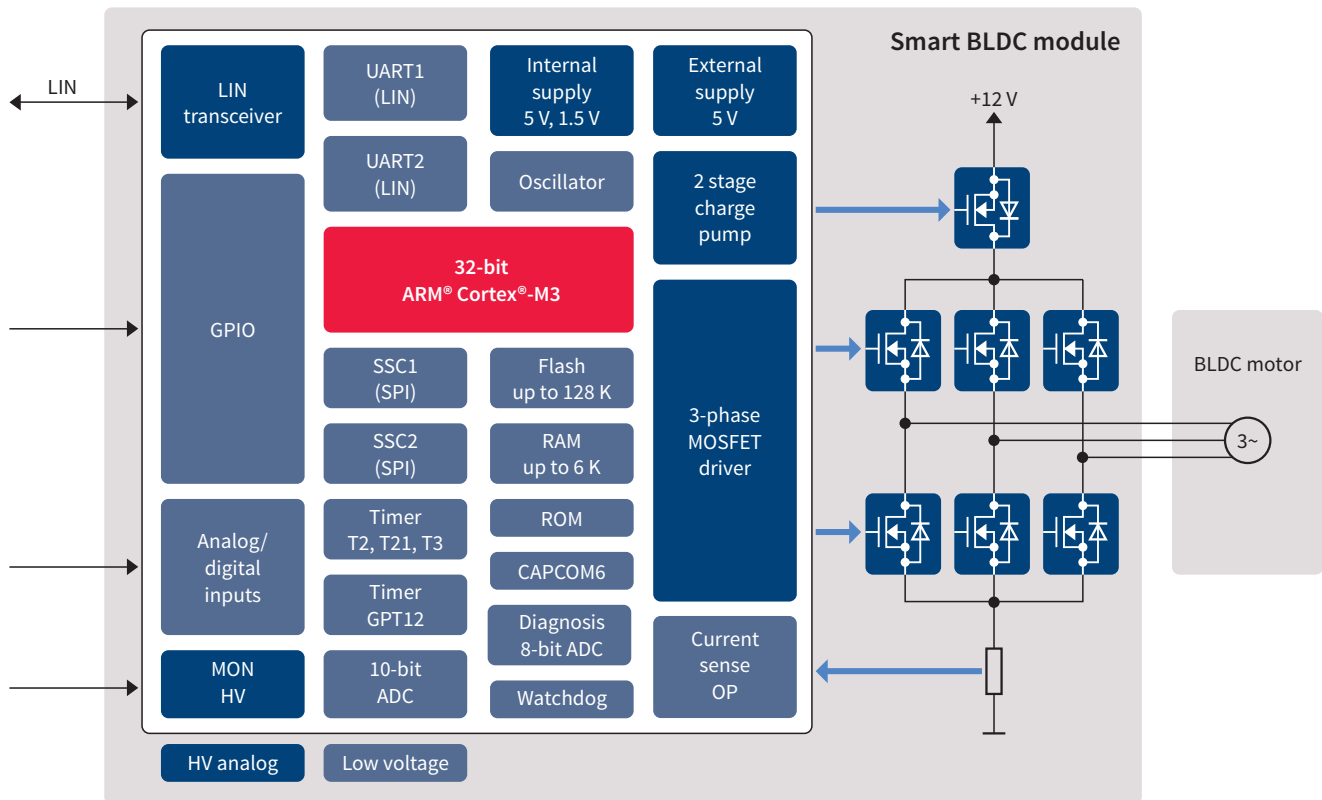 Smart BLDC module
LIN
LIN
transceiver
UART1
(LIN)
Internal
supply
5 V, 1.5 V
External
supply
5 V
+12 V
UART2
(LIN)
Oscillator
2 stage
charge
pump
GPIO
32-bit
ARM® Cortex®-M3
SSC1
(SPI)
Flash
up to 128 K
3-phase
MOSFET
driver
BLDC motor
3~
SSC2
(SPI)
RAM
up to 6 K
Analog/
digital
inputs
Timer
T2, T21, T3
ROM
CAPCOM6
Timer
GPT12
Diagnosis
8-bit ADC
Current
sense
OP
MON
HV
10-bit
ADC
Watchdog
HV analog
Low voltage